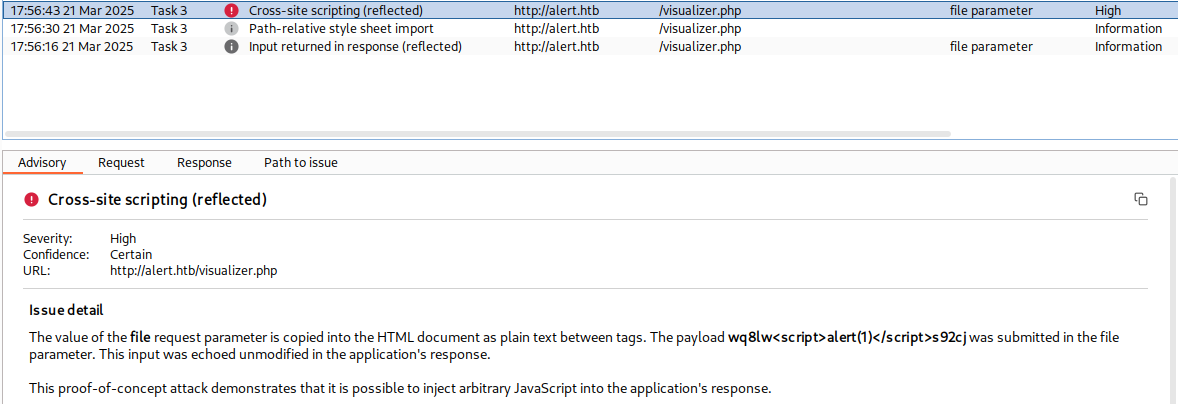 17:56:43 21 Mar 2025 Task 3 Cross-site scripting (reflected) http://alert.htb /visualizer.php file parameter High
17:56:30 21 Mar 2025 Task 3 Path-relative style sheet import http://alert.htb /visualizer.php Information
17:56:16 21 Mar 2025 Task 3 Input returned in response (reflected) http://alert.htb /visualizer.php file parameter Information
Advisory Request Response Path to issue
Cross-site scripting (reflected)
Severity: High
Confidence: Certain
URL: http://alert.htb/visualizer.php
Issue detail
The value of the file request parameter is copied into the HTML document as plain text between tags. The payload wq8lw<script>alert(1)</script>s92cj was submitted in the file
parameter. This input was echoed unmodified in the application's response.
This proof-of-concept attack demonstrates that it is possible to inject arbitrary JavaScript into the application's response.